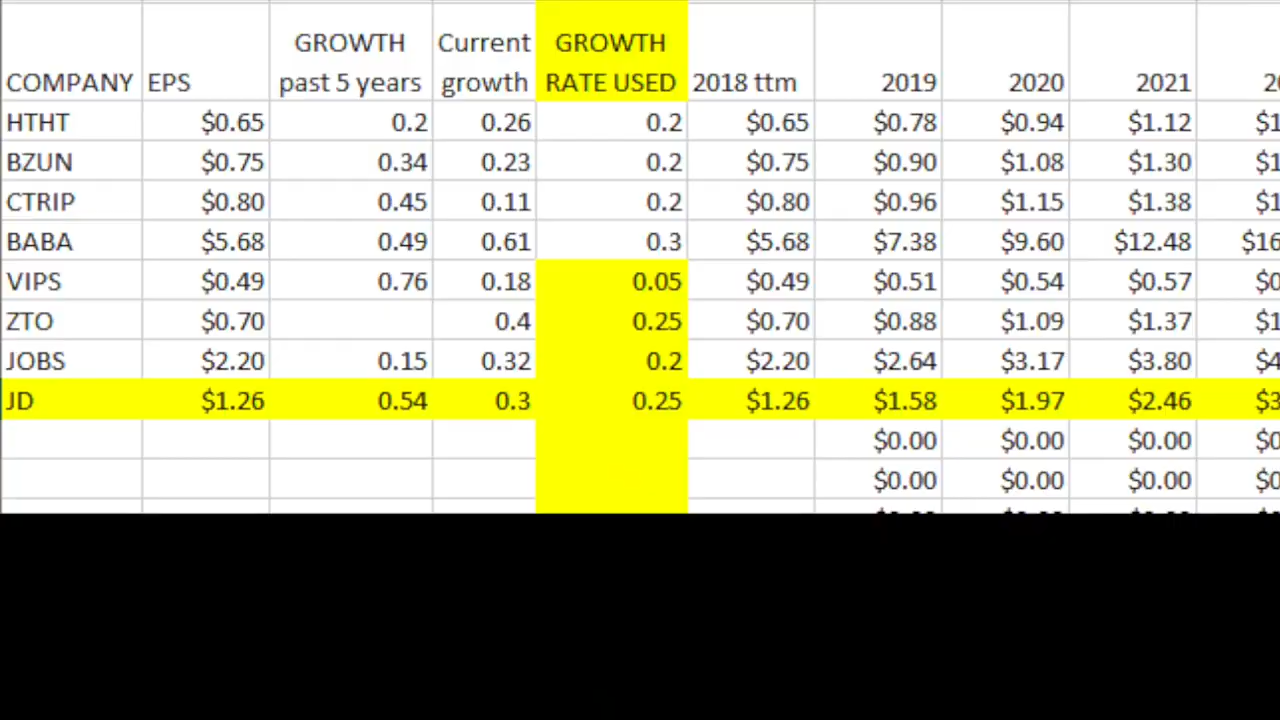 GROWTH Current GROWTH
COMPANY EPS past 5 years growth RATE USED 2018 ttm 2019 2020 2021
HTHT $0.65 0.2 0.26 0.2 $0.65 $0.78 $0.94 $1.12
BZUN $0.75 0.34 0.23 0.2 $0.75 $0.90 $1.08 $1.30
CTRIP $0.80 0.45 0.11 0.2 $0.80 $0.96 $1.15 $1.38
BABA $5.68 0.49 0.61 0.3 $5.68 $7.38 $9.60 $12.48
VIPS $0.49 0.76 0.18 0.05 $0.49 $0.51 $0.54 $0.57
ZTO $0.70 0.4 0.25 $0.70 $0.88 $1.09 $1.37
JOBS $2.20 0.15 0.32 0.2 $2.20 $2.64 $3.17 $3.80
JD $1.26 0.54 0.3 0.25 $1.26 $1.58 $1.97 $2.46
$0.00 $0.00 $0.00
$0.00 $0.00 $0.00